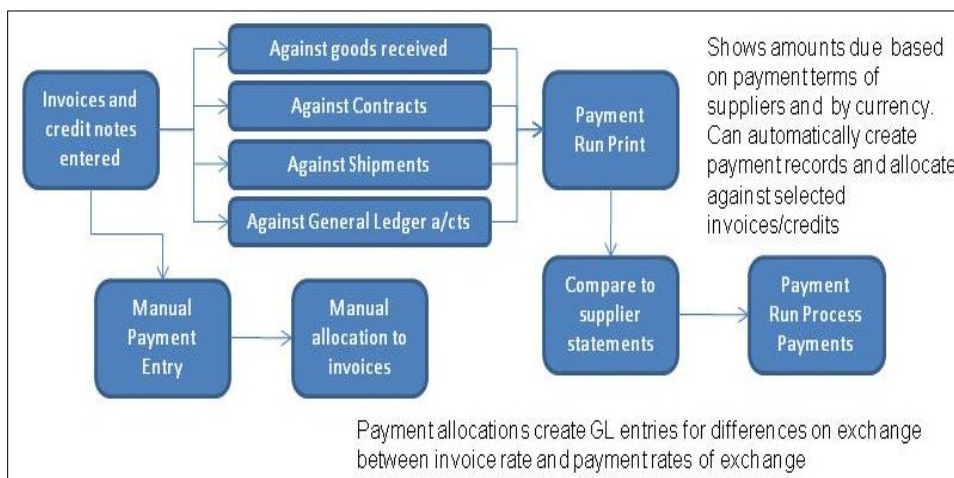 Invoices and
credit notes
entered
Against goods received
Against Contracts
Against Shipments
Against General Ledger a/cts
Payment
Run Print
Shows amounts due based
on payment terms of
suppliers and by currency.
Can automatically create
payment records and allocate
against selected
invoices/credits
Manual
Payment
Entry
Manual
allocation to
invoices
Compare to
supplier
statements
Payment
Run Process
Payments
Payment allocations create GL entries for differences on exchange
between invoice rate and payment rates of exchange